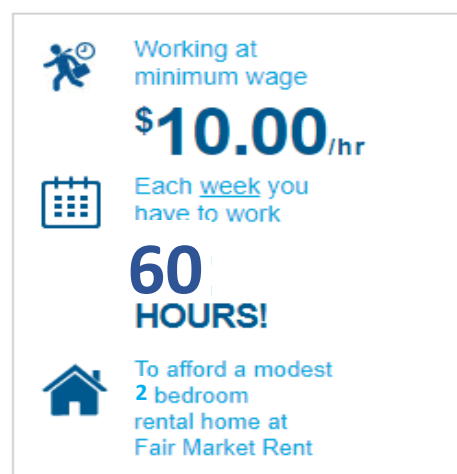 Working at
minimum wage
$10.00/hr
Each week you
have to work
60
HOURS!
To afford a modest
2 bedroom
rental home at
Fair Market Rent